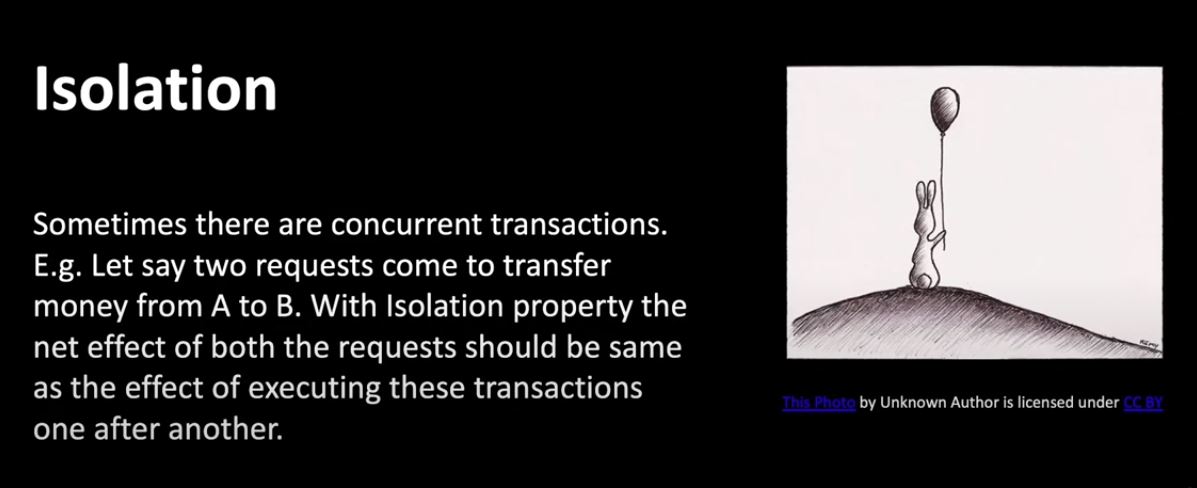 Isolation
Sometimes there are concurrent transactions.
E.g. Let say two requests come to transfer
money from A to B. With Isolation property the
net effect of both the requests should be same
as the effect of executing these transactions
one after another.
This Photo by Unknown Author is licensed under CC BY